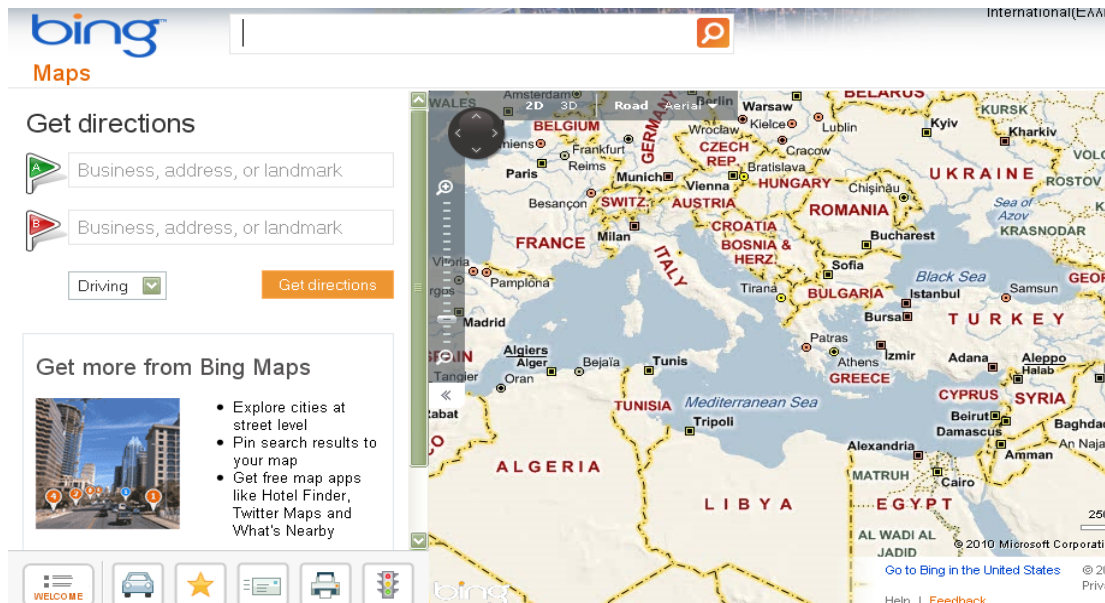 bing™
International(Ελλ
Maps
Get directions
A
Business, address, or landmark
B
Business, address, or landmark
Driving
Get directions
Get more from Bing Maps
Explore cities at
street level
Pin search results to
your map
Get free map apps
like Hotel Finder,
Twitter Maps and
What's Nearby
WELCOME
2D 3D Road Aerial
WALES
Amsterdam
Berlin
Warsaw
BELARUS
KURSK
BELGIUM
GERMANY
Wroclaw
Kielce
Lublin
Kyiv
Kharkiv
Frankfurt
CZECH
REP.
Cracow
Reims
Paris
Munich
Bratislava
Vienna
HUNGARY
Chişinău
UKRAINE
ROSTOV
Besançon
SWITZ.
AUSTRIA
ROMANIA
Sea of
Azov
KRASNODAR
FRANCE
Milan
CROATIA
BOSNIA &
HERZ.
Bucharest
ITALY
Sofia
Black Sea
Pamplona
Tirana
BULGARIA
Istanbul
Samsun
Bursa
TURKEY
Madrid
Patras
Athens
Izmir
Adana
Aleppo
Halab
Algiers
Alger
Bejaïa
Tunis
GREECE
Tangier
Oran
CYPRUS
SYRIA
TUNISIA
Mediterranean Sea
Beirut
Damascus
Tripoli
Alexandria
An Naja
Amman
ALGERIA
MATRUH
Cairo
LIBYA
EGYPT
AL WADI AL
JADID
© 2010 Microsoft Corporati
bing
Go to Bing in the United States
Help | Feedback